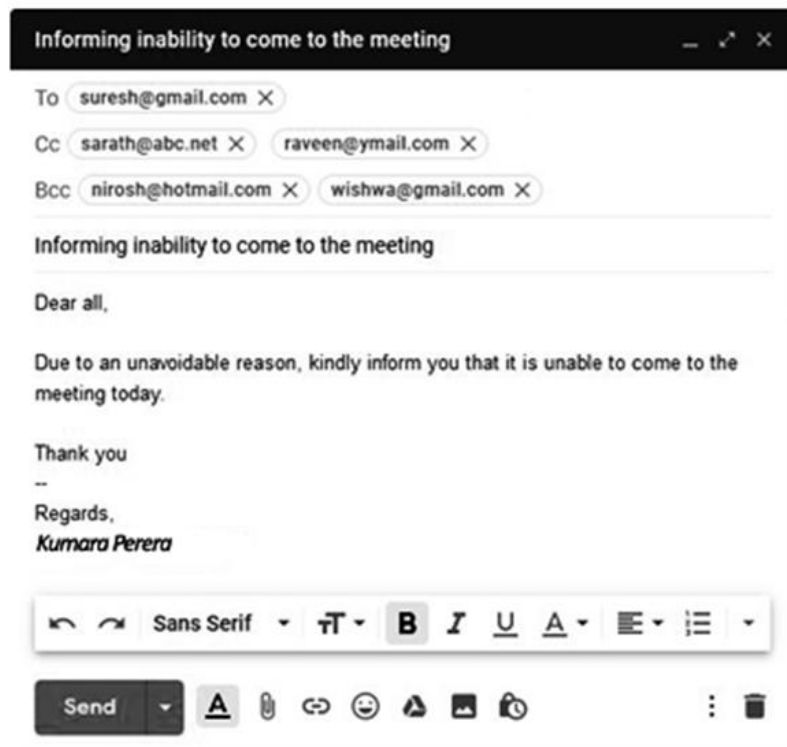 Informing inability to come to the meeting
To suresh@gmail.com
Cc sarath@abc.net raveen@ymail.com
Bcc nirosh@hotmail.com wishwa@gmail.com
Informing inability to come to the meeting
Dear all,
Due to an unavoidable reason, kindly inform you that it is unable to come to the
meeting today.
Thank you
--
Regards,
Kumara Perera
Sans Serif B I U A
Send A